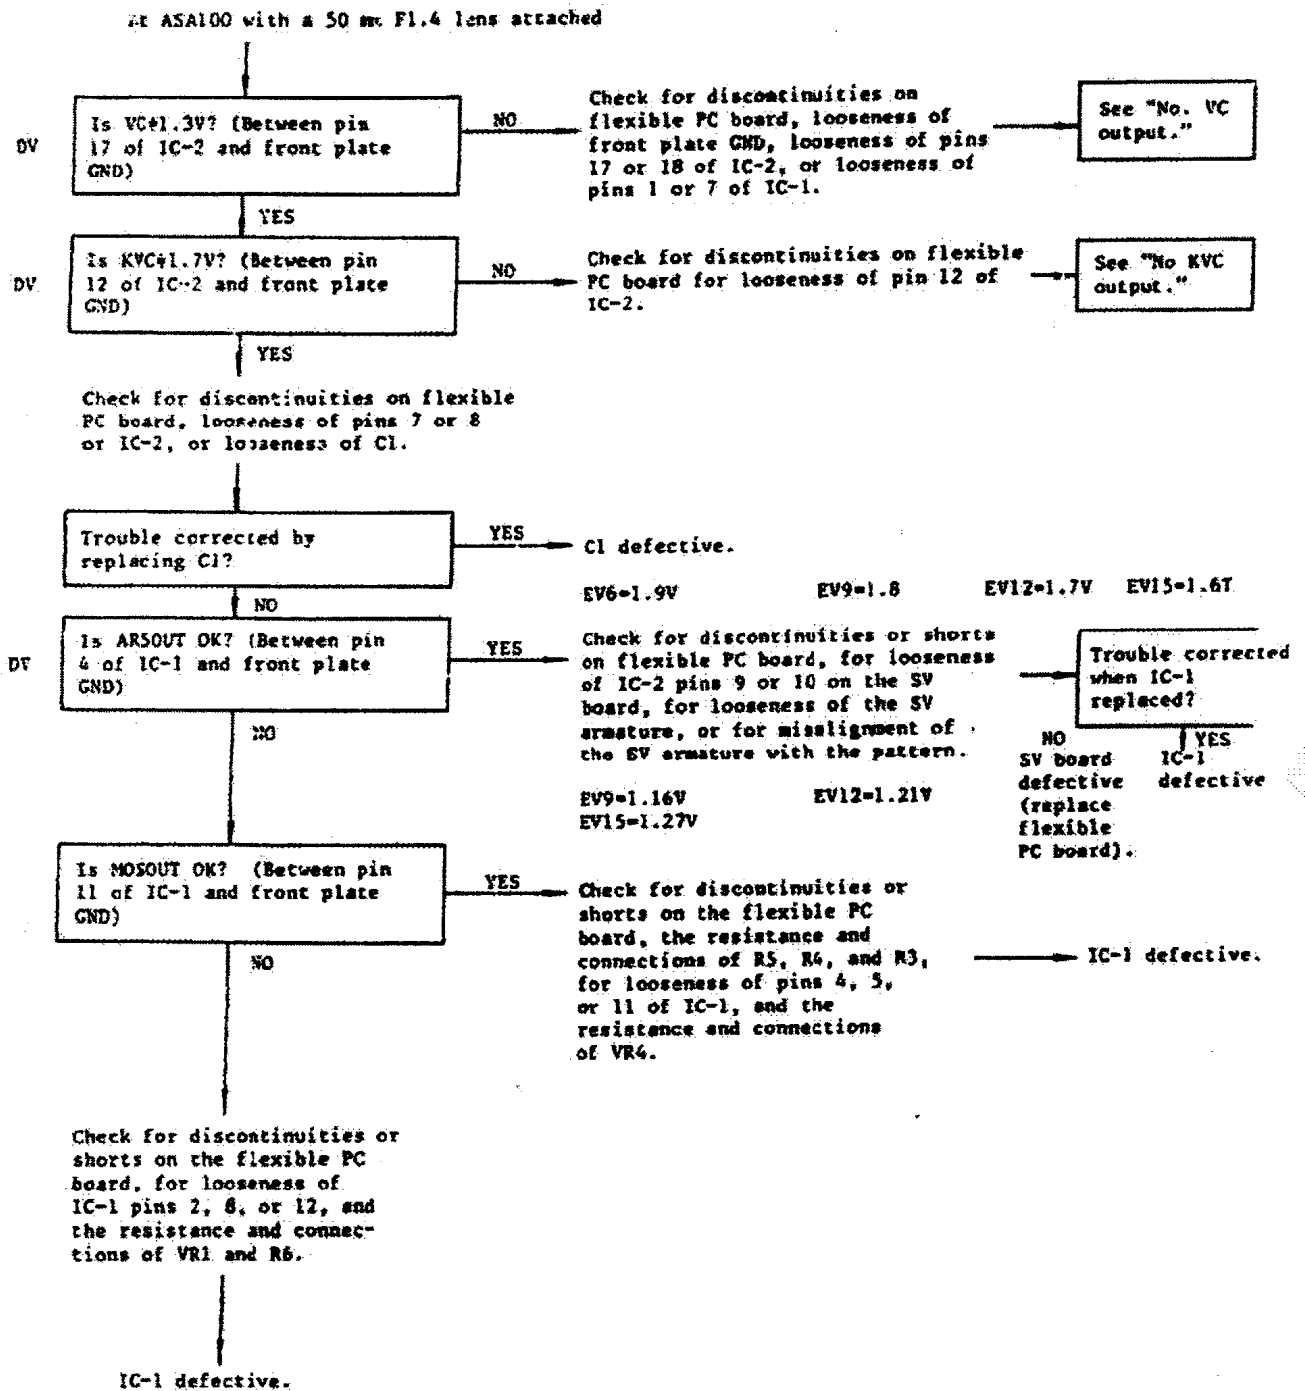 At ASA100 with a 50 mm F1.4 lens attached
DV
Is VC≑1.3V? (Between pin
17 of IC-2 and front plate
GND)
NO
Check for discontinuities on
flexible PC board, looseness of
front plate GND, looseness of pins
17 or 18 of IC-2, or looseness of
pins 1 or 7 of IC-1.
See "No. VC
output."
YES
DV
Is KVC≑1.7V? (Between pin
12 of IC-2 and front plate
GND)
NO
Check for discontinuities on flexible
PC board for looseness of pin 12 of
IC-2.
See "No KVC
output."
YES
Check for discontinuities on flexible
PC board, looseness of pins 7 or 8
or IC-2, or looseness of C1.
Trouble corrected by
replacing C1?
YES
C1 defective.
NO
EV6=1.9V EV9=1.8 EV12=1.7V EV15=1.6T
DV
Is AR5OUT OK? (Between pin
4 of IC-1 and front plate
GND)
YES
Check for discontinuities or shorts
on flexible PC board, for looseness
of IC-2 pins 9 or 10 on the SV
board, for looseness of the SV
armature, or for misalignment of
the SV armature with the pattern.
Trouble corrected
when IC-1
replaced?
NO
SV board
defective
(replace
flexible
PC board).
YES
IC-1
defective
NO
EV9=1.16V EV12=1.21V
EV15=1.27V
Is MOSOUT OK? (Between pin
11 of IC-1 and front plate
GND)
YES
Check for discontinuities or
shorts on the flexible PC
board, the resistance and
connections of R5, R4, and R3,
for looseness of pins 4, 5,
or 11 of IC-1, and the
resistance and connections
of VR4.
IC-1 defective.
NO
Check for discontinuities or
shorts on the flexible PC
board, for looseness of
IC-1 pins 2, 8, or 12, and
the resistance and connec-
tions of VR1 and R6.
IC-1 defective.